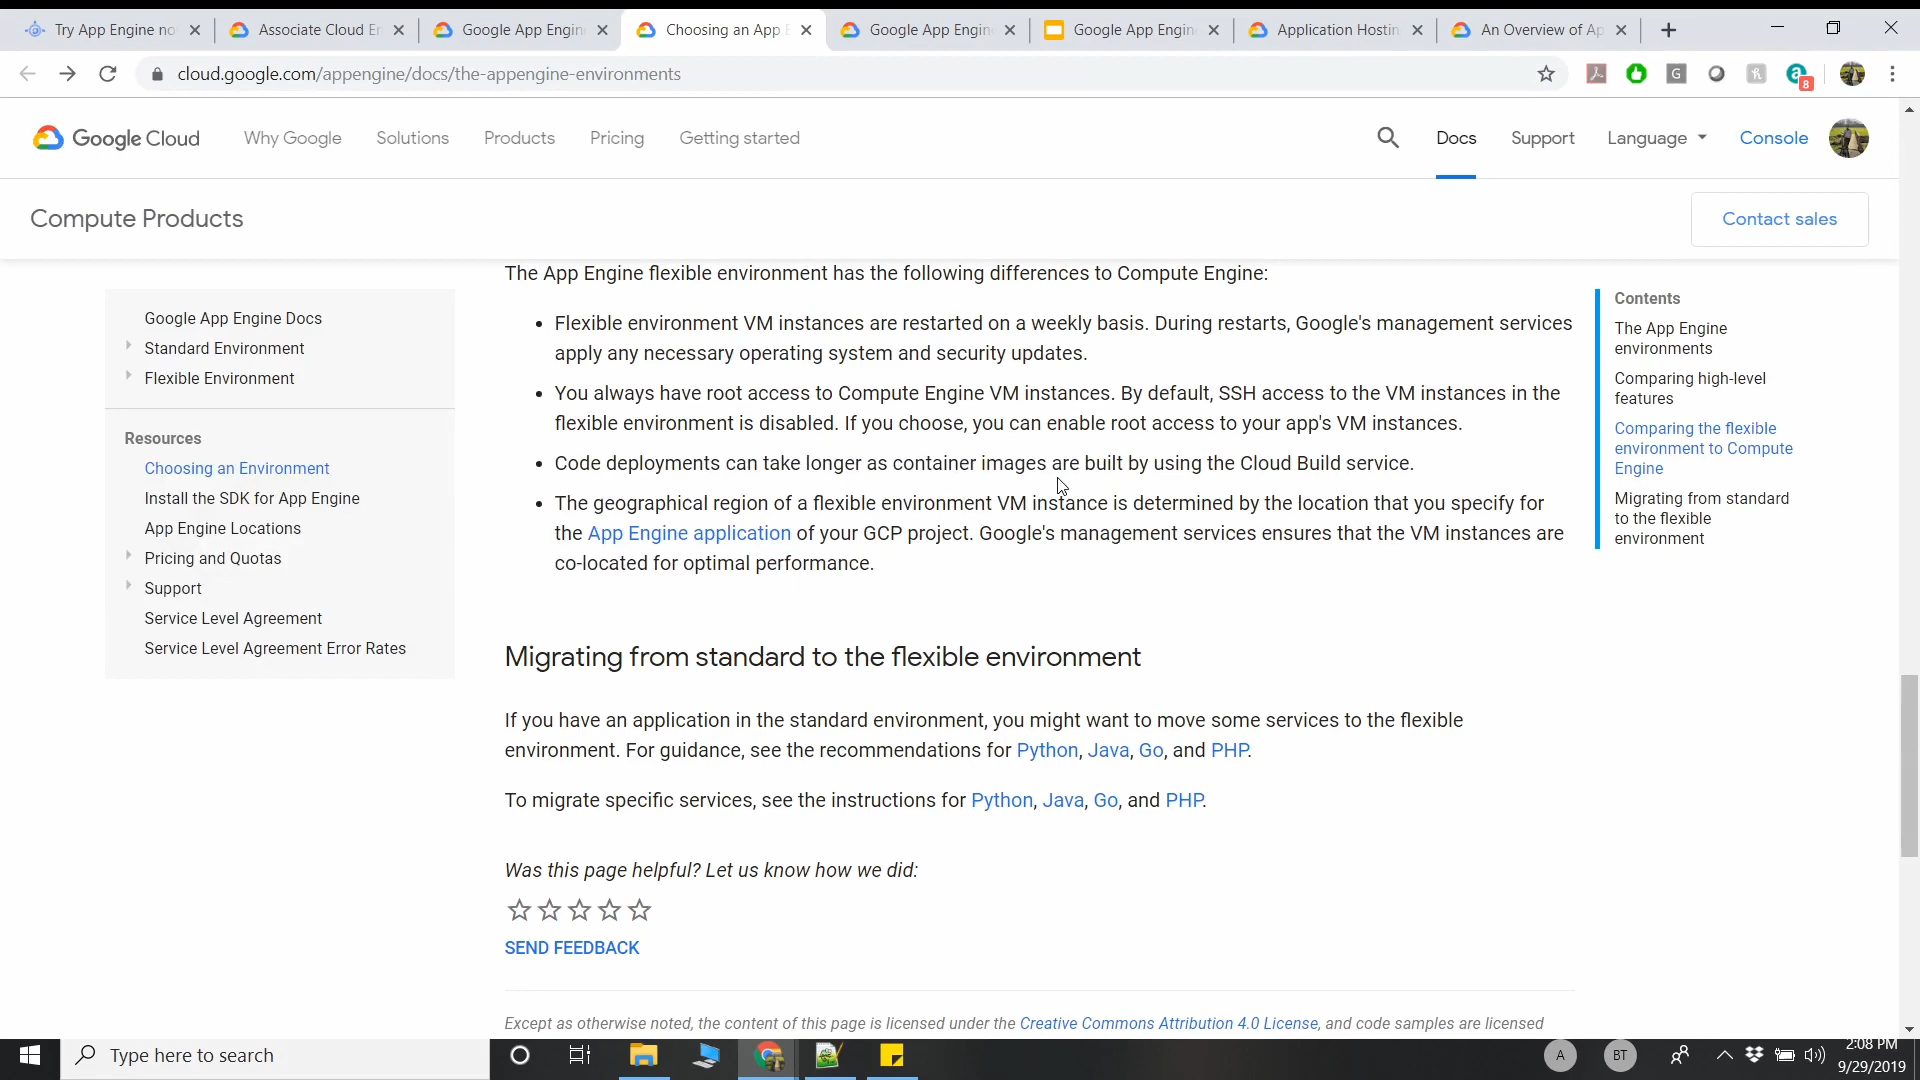 Try App Engine no
Associate Cloud En
Google App Engin
Choosing an App E
Google App Engin
Google App Engin
Application Hostin
An Overview of Ap
cloud.google.com/appengine/docs/the-appengine-environments
G
8
Google Cloud
Why Google
Solutions
Products
Pricing
Getting started
Docs
Support
Language
Console
Compute Products
Contact sales
Google App Engine Docs
Standard Environment
Flexible Environment
Resources
Choosing an Environment
Install the SDK for App Engine
App Engine Locations
Pricing and Quotas
Support
Service Level Agreement
Service Level Agreement Error Rates
The App Engine flexible environment has the following differences to Compute Engine:
• Flexible environment VM instances are restarted on a weekly basis. During restarts, Google's management services
apply any necessary operating system and security updates.
• You always have root access to Compute Engine VM instances. By default, SSH access to the VM instances in the
flexible environment is disabled. If you choose, you can enable root access to your app's VM instances.
• Code deployments can take longer as container images are built by using the Cloud Build service.
• The geographical region of a flexible environment VM instance is determined by the location that you specify for
the App Engine application of your GCP project. Google's management services ensures that the VM instances are
co-located for optimal performance.
Migrating from standard to the flexible environment
If you have an application in the standard environment, you might want to move some services to the flexible
environment. For guidance, see the recommendations for Python, Java, Go, and PHP.
To migrate specific services, see the instructions for Python, Java, Go, and PHP.
Was this page helpful? Let us know how we did:
SEND FEEDBACK
Except as otherwise noted, the content of this page is licensed under the Creative Commons Attribution 4.0 License, and code samples are licensed
Contents
The App Engine
environments
Comparing high-level
features
Comparing the flexible
environment to Compute
Engine
Migrating from standard
to the flexible
environment
Type here to search
A
BT
2:08 PM
9/29/2019